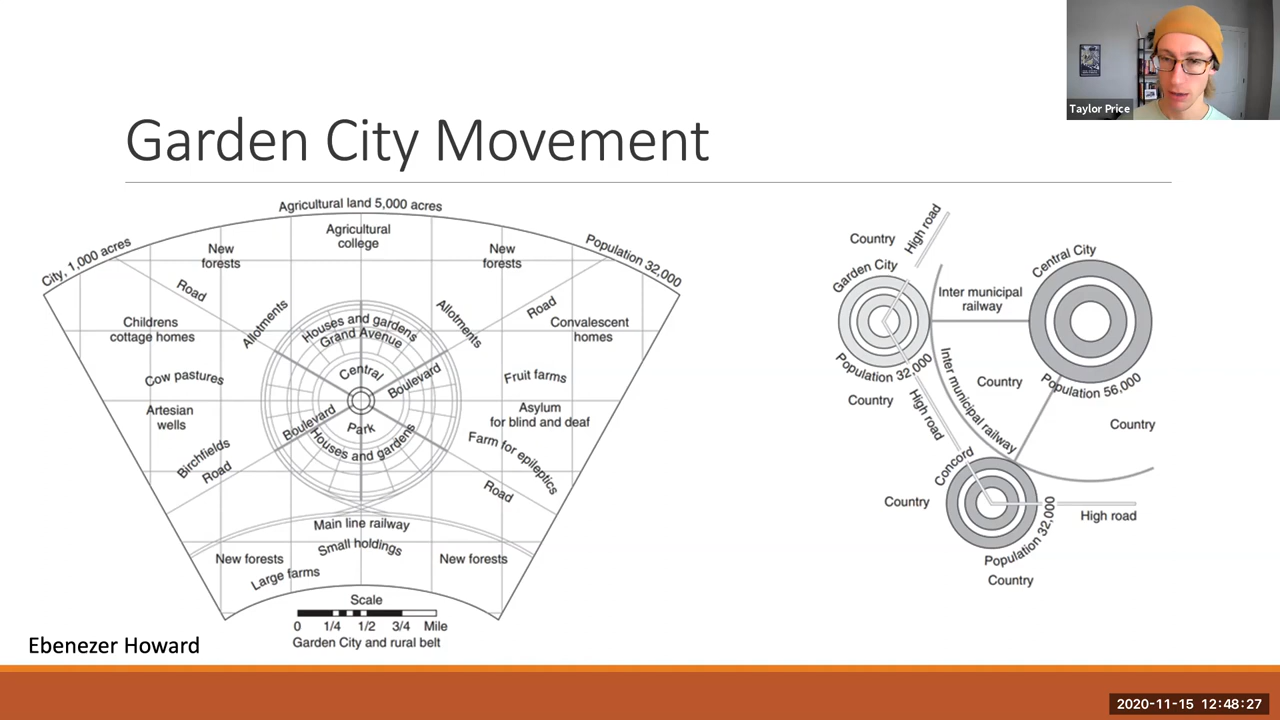 Taylor Price
Garden City Movement
Agricultural land 5,000 acres
City, 1,000 acres
Population 32,000
Agricultural
college
New
forests
New
forests
Road
Allotments
Allotments
Road
Childrens
cottage homes
Convalescent
homes
Houses and gardens
Grand Avenue
Central
Boulevard
Cow pastures
Fruit farms
Artesian
wells
Asylum
for blind and deaf
Boulevard
Park
Houses and gardens
Birchfields
Road
Farm for epileptics
Road
Main line railway
Small holdings
New forests
New forests
Large farms
Scale
0 1/4 1/2 3/4 Mile
Garden City and rural belt
Ebenezer Howard
High road
Country
Garden City
Central City
Inter municipal
railway
Population 32,000
Population 56,000
Country
Country
High road
Inter municipal railway
Country
Concord
Country
Population 32,000
High road
Country
2020-11-15 12:48:27